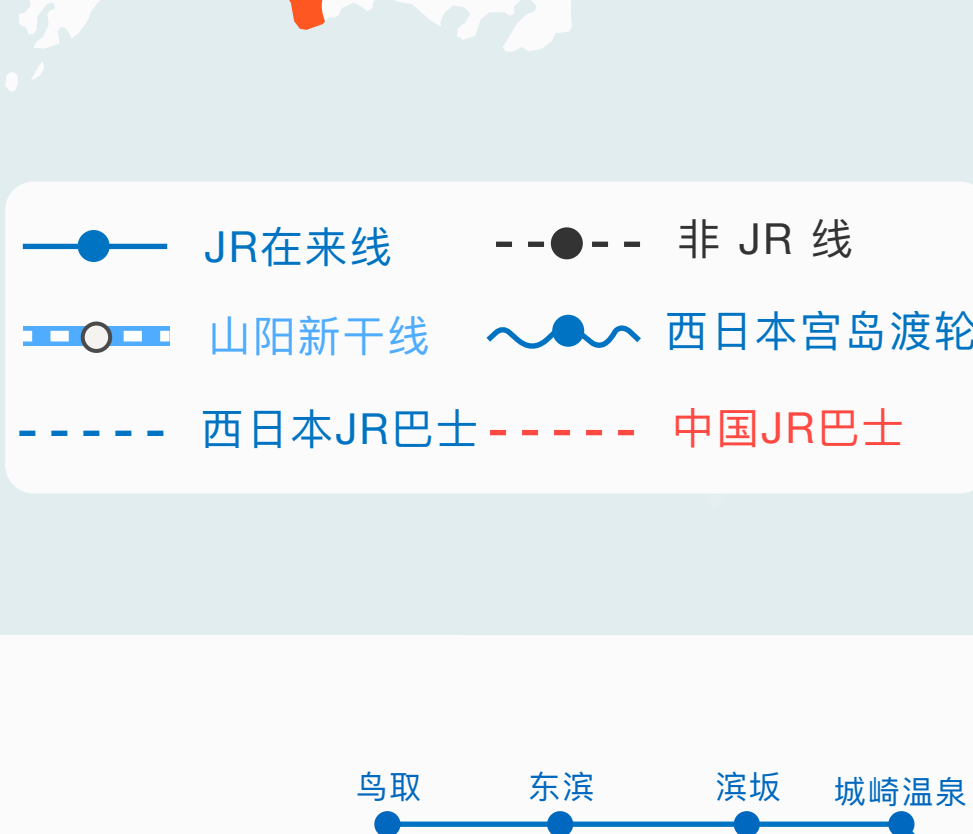 JR在来线
非 JR 线
山阳新干线
西日本宫岛渡轮
西日本JR巴士
中国JR巴士
鸟取
东滨
滨坂
城崎温泉